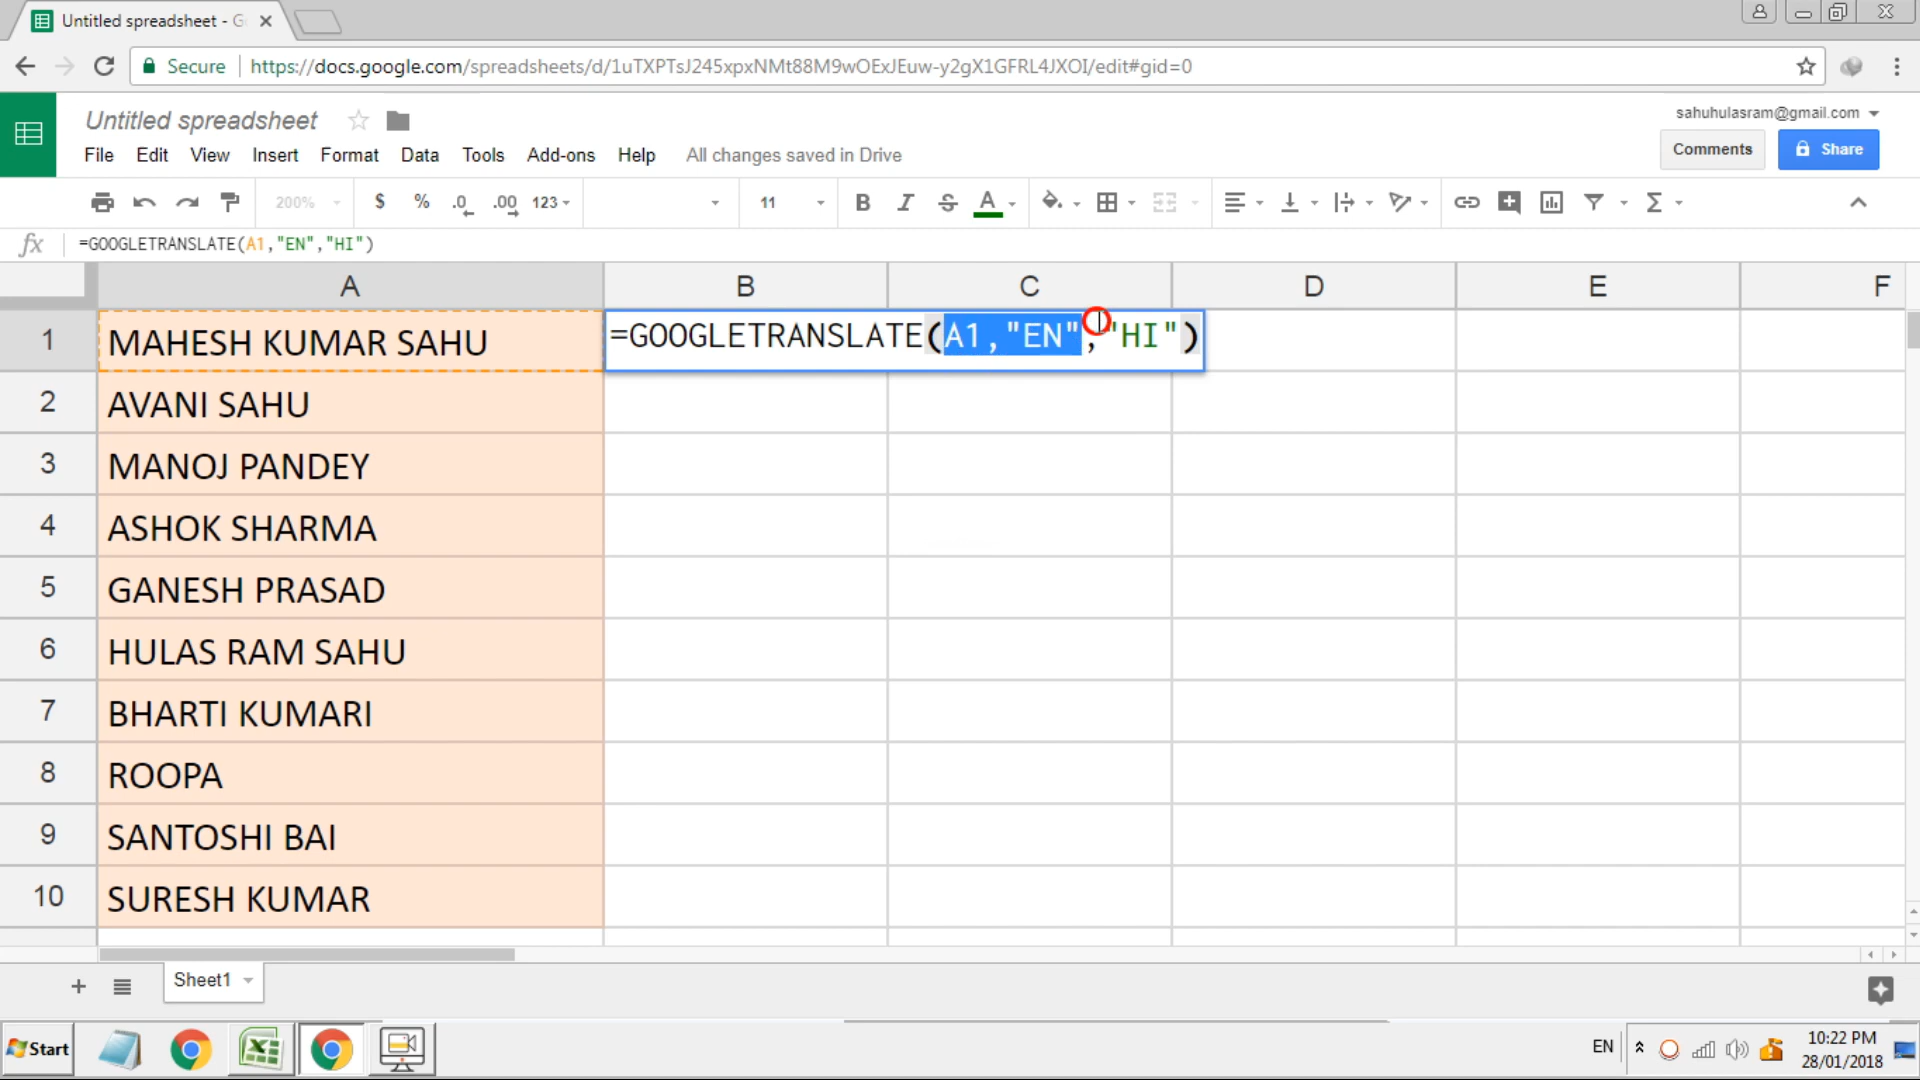 Untitled spreadsheet - G
Secure
https://docs.google.com/spreadsheets/d/1uTXPTsJ245xpxNMt88M9wOExJEuw-y2gX1GFRL4JXOI/edit#gid=0
Untitled spreadsheet
sahuhulasram@gmail.com
File Edit View Insert Format Data Tools Add-ons Help All changes saved in Drive
Comments Share
200% $ % .0 .00 123 11 B I S A Σ
fx =GOOGLETRANSLATE(A1,"EN","HI")
A B C D E F
1 MAHESH KUMAR SAHU =GOOGLETRANSLATE(A1,"EN","HI")
2 AVANI SAHU
3 MANOJ PANDEY
4 ASHOK SHARMA
5 GANESH PRASAD
6 HULAS RAM SAHU
7 BHARTI KUMARI
8 ROOPA
9 SANTOSHI BAI
10 SURESH KUMAR
Sheet1
Start EN 10:22 PM
28/01/2018